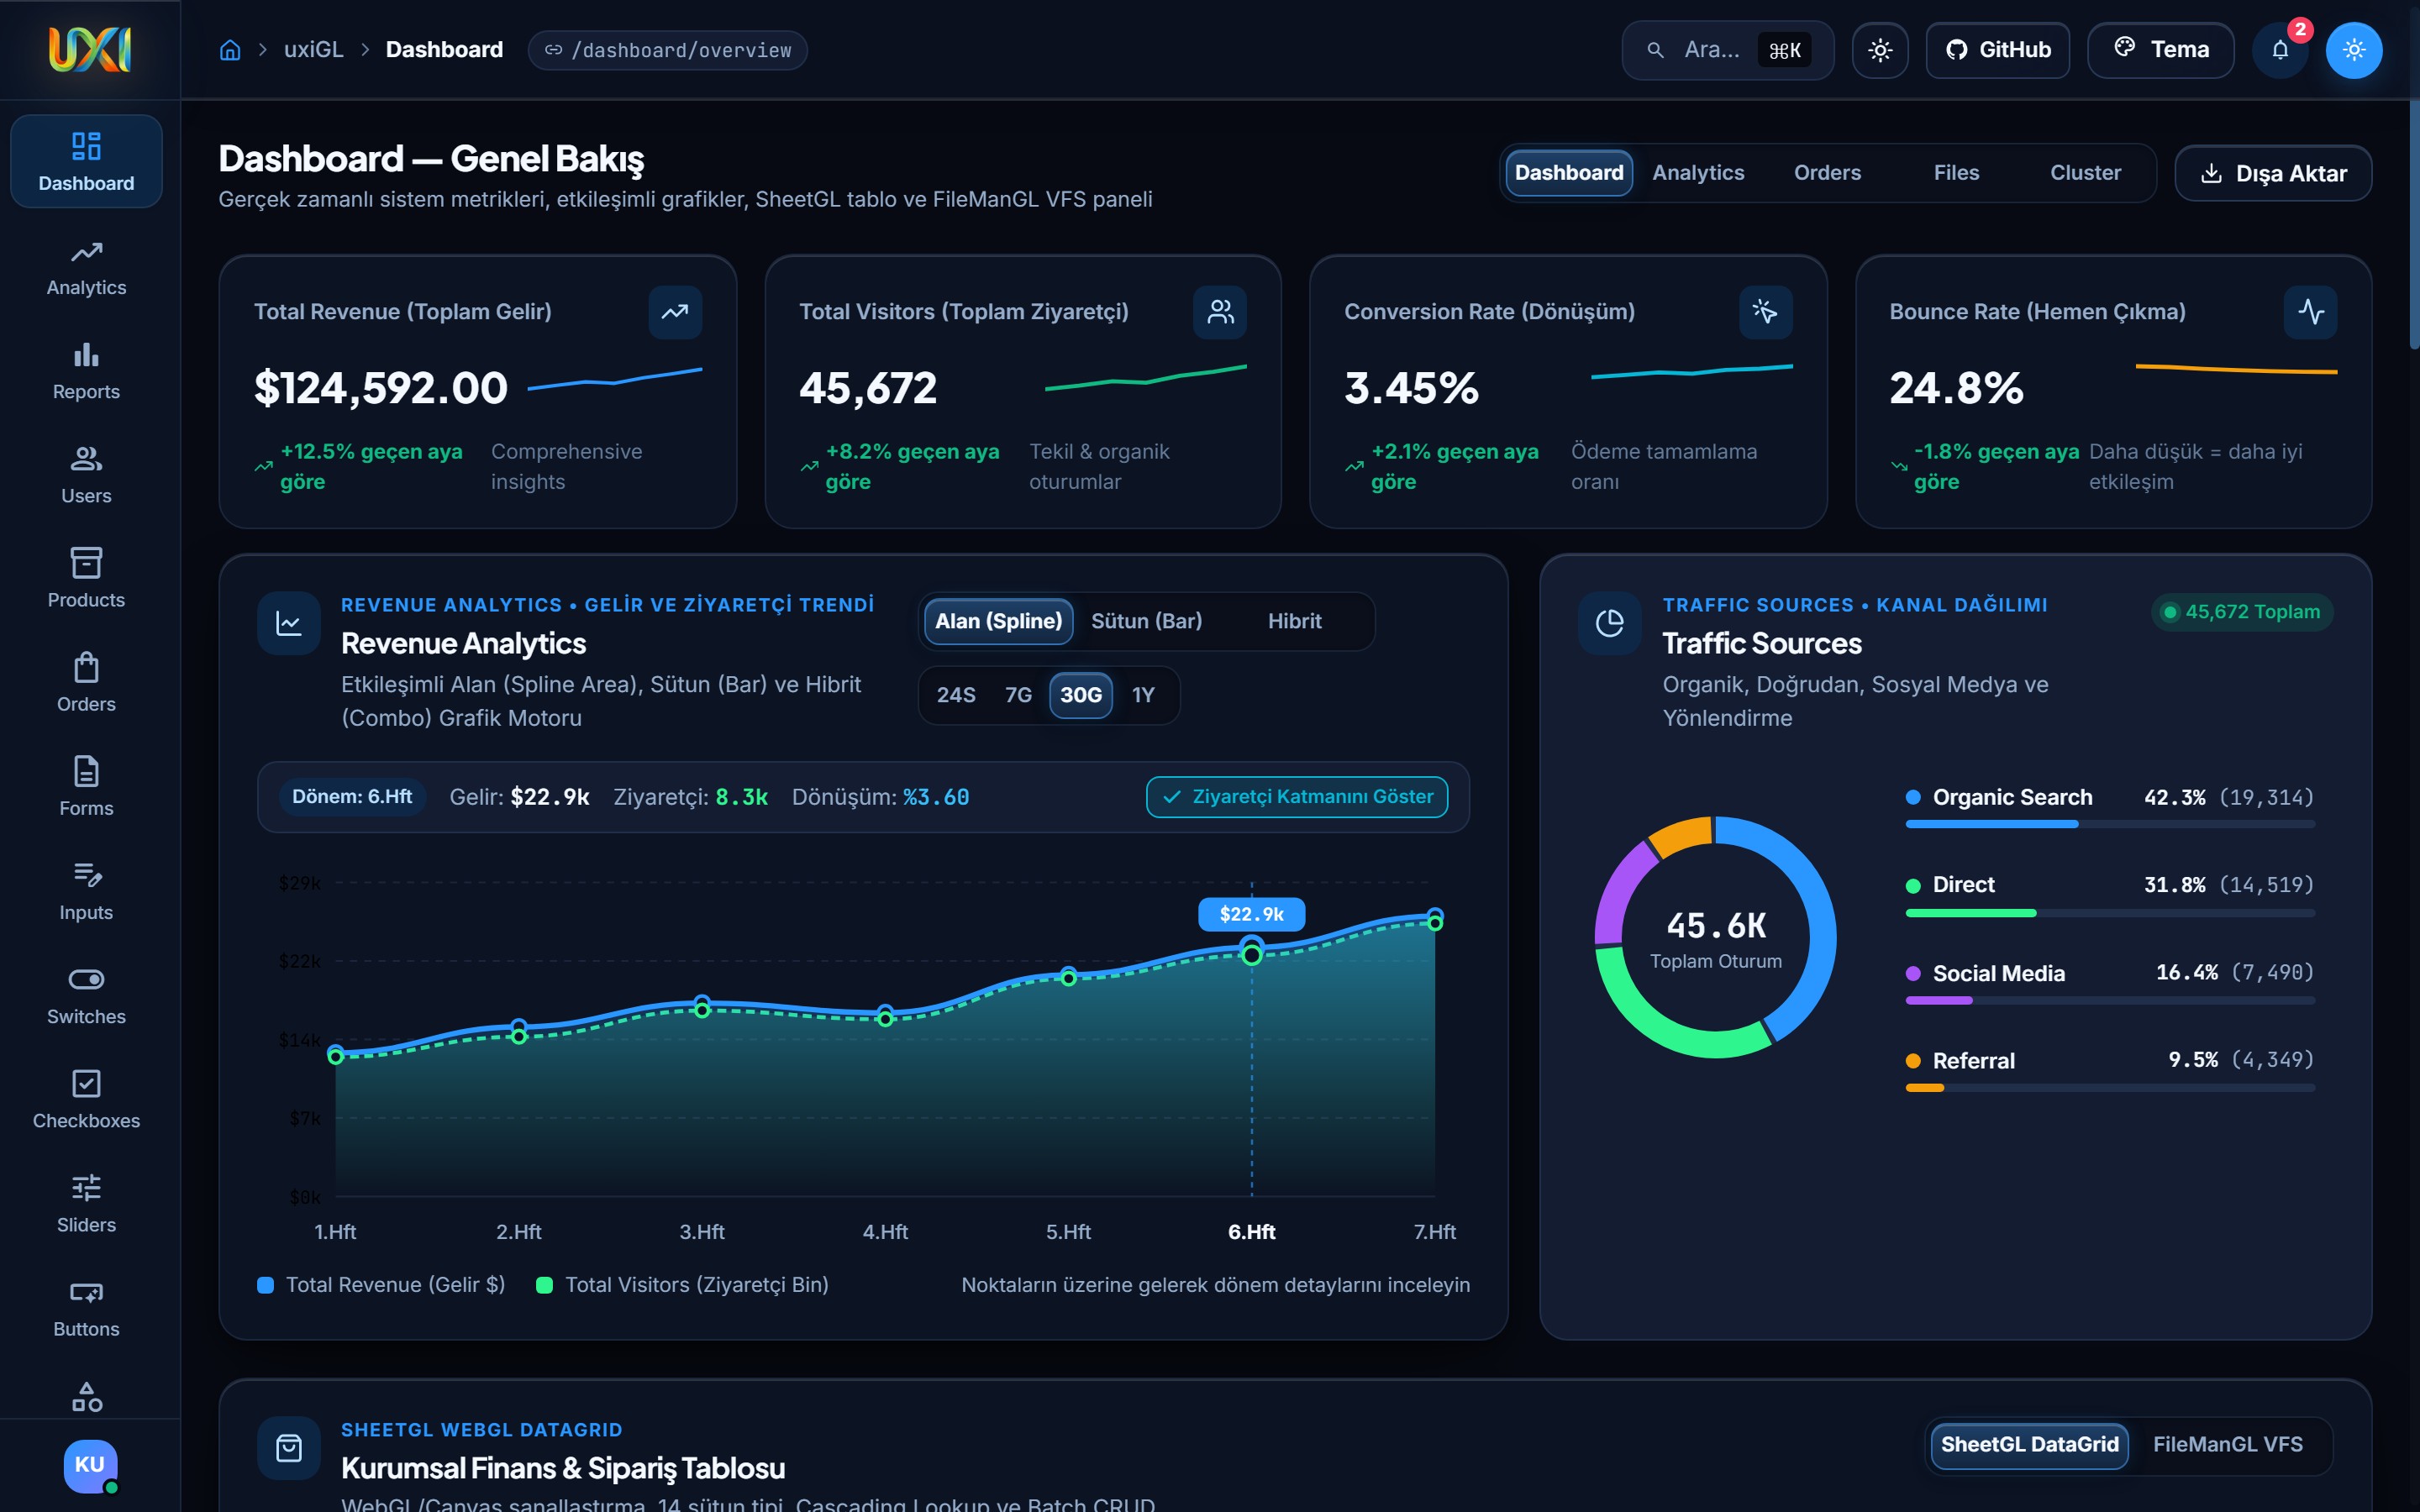 UXI
uxiGL
Dashboard
/dashboard/overview
Ara...
⌘K
GitHub
Tema
2
Dashboard
Analytics
Reports
Users
Products
Orders
Forms
Inputs
Switches
Checkboxes
Sliders
Buttons
KU
Dashboard — Genel Bakış
Gerçek zamanlı sistem metrikleri, etkileşimli grafikler, SheetGL tablo ve FileManGL VFS paneli
Dashboard
Analytics
Orders
Files
Cluster
Dışa Aktar
Total Revenue (Toplam Gelir)
$124,592.00
+12.5% geçen aya
göre
Comprehensive
insights
Total Visitors (Toplam Ziyaretçi)
45,672
+8.2% geçen aya
göre
Tekil & organik
oturumlar
Conversion Rate (Dönüşüm)
3.45%
+2.1% geçen aya
göre
Ödeme tamamlama
oranı
Bounce Rate (Hemen Çıkma)
24.8%
-1.8% geçen aya
göre
Daha düşük = daha iyi
etkileşim
REVENUE ANALYTICS • GELİR VE ZİYARETÇİ TRENDİ
Revenue Analytics
Etkileşimli Alan (Spline Area), Sütun (Bar) ve Hibrit
(Combo) Grafik Motoru
Alan (Spline)
Sütun (Bar)
Hibrit
24S
7G
30G
1Y
Dönem: 6.Hft
Gelir: $22.9k
Ziyaretçi: 8.3k
Dönüşüm: %3.60
Ziyaretçi Katmanını Göster
$29k
$22k
$14k
$7k
$0k
$22.9k
1.Hft
2.Hft
3.Hft
4.Hft
5.Hft
6.Hft
7.Hft
Total Revenue (Gelir $)
Total Visitors (Ziyaretçi Bin)
Noktaların üzerine gelerek dönem detaylarını inceleyin
TRAFFIC SOURCES • KANAL DAĞILIMI
Traffic Sources
Organik, Doğrudan, Sosyal Medya ve
Yönlendirme
45,672 Toplam
45.6K
Toplam Oturum
Organic Search 42.3% (19,314)
Direct 31.8% (14,519)
Social Media 16.4% (7,490)
Referral 9.5% (4,349)
SHEETGL WEBGL DATAGRID
Kurumsal Finans & Sipariş Tablosu
WebGL/Canvas sanallaştırma, 14 sütun tipi, Cascading Lookup ve Batch CRUD
SheetGL DataGrid
FileManGL VFS